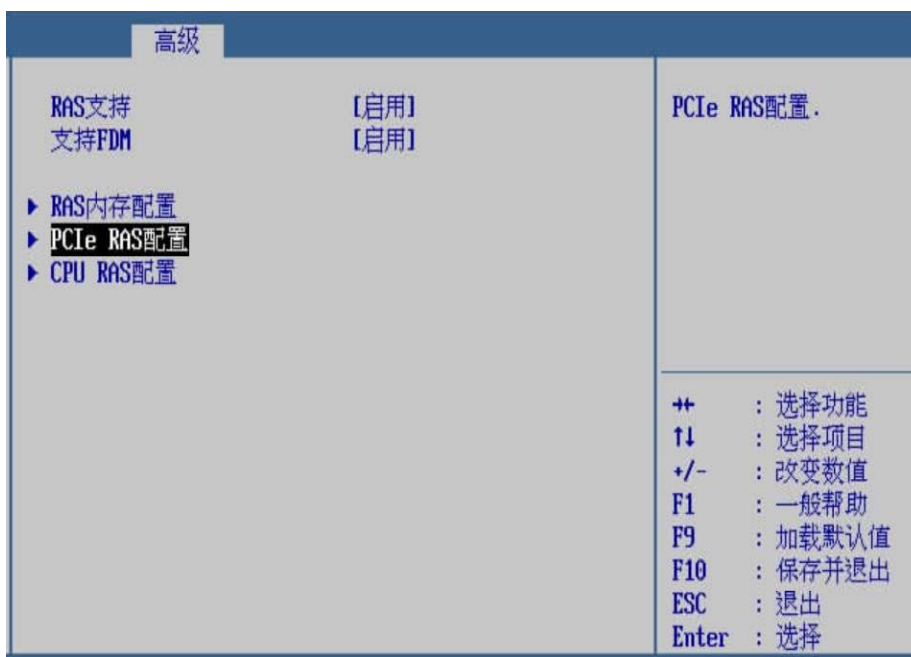 高级
RAS支持 [启用]
支持FDM [启用]
RAS内存配置
PCIe RAS配置
CPU RAS配置
PCIe RAS配置.
→← : 选择功能
↑↓ : 选择项目
+/- : 改变数值
F1 : 一般帮助
F9 : 加载默认值
F10 : 保存并退出
ESC : 退出
Enter : 选择